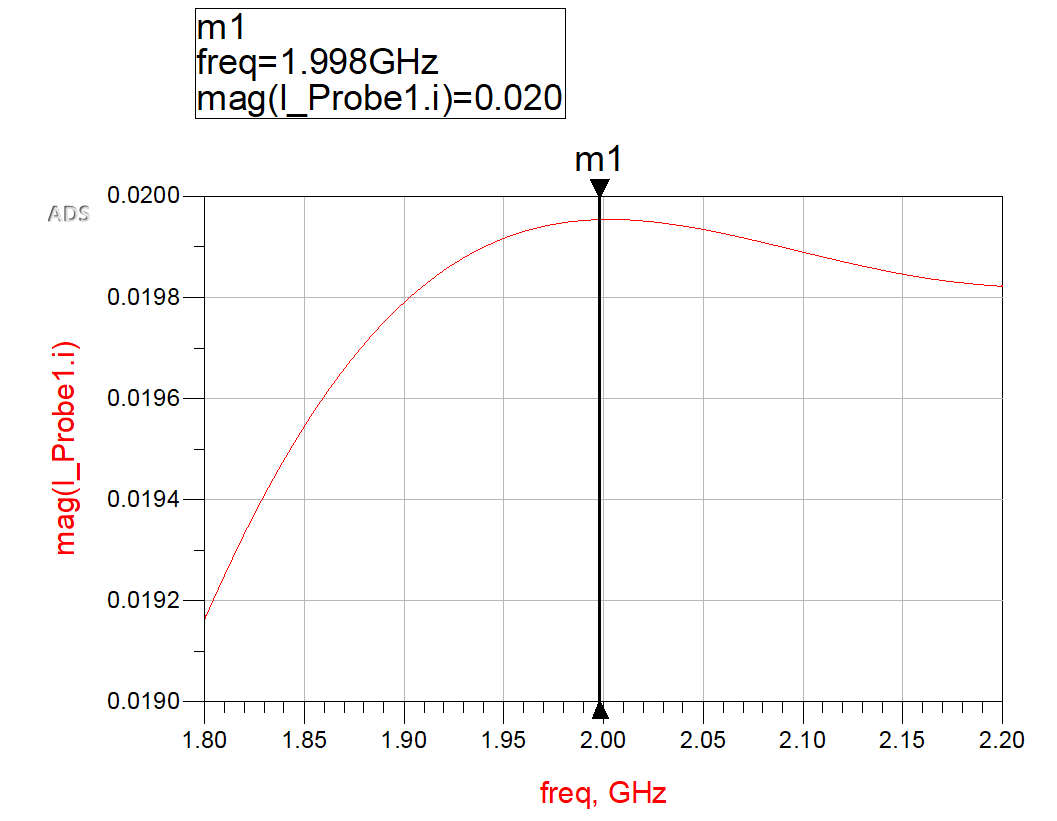 m1
freq=1.998GHz
mag(I_Probe1.i)=0.020
m1
ADS
0.0200
0.0198
0.0196
0.0194
0.0192
0.0190
mag(I_Probe1.i)
1.80 1.85 1.90 1.95 2.00 2.05 2.10 2.15 2.20
freq, GHz